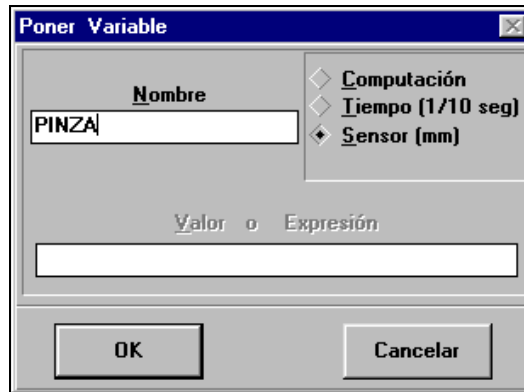 Poner Variable
Nombre
PINZA
Computación
Tiempo (1/10 seg)
Sensor (mm)
Valor o Expresión
OK
Cancelar